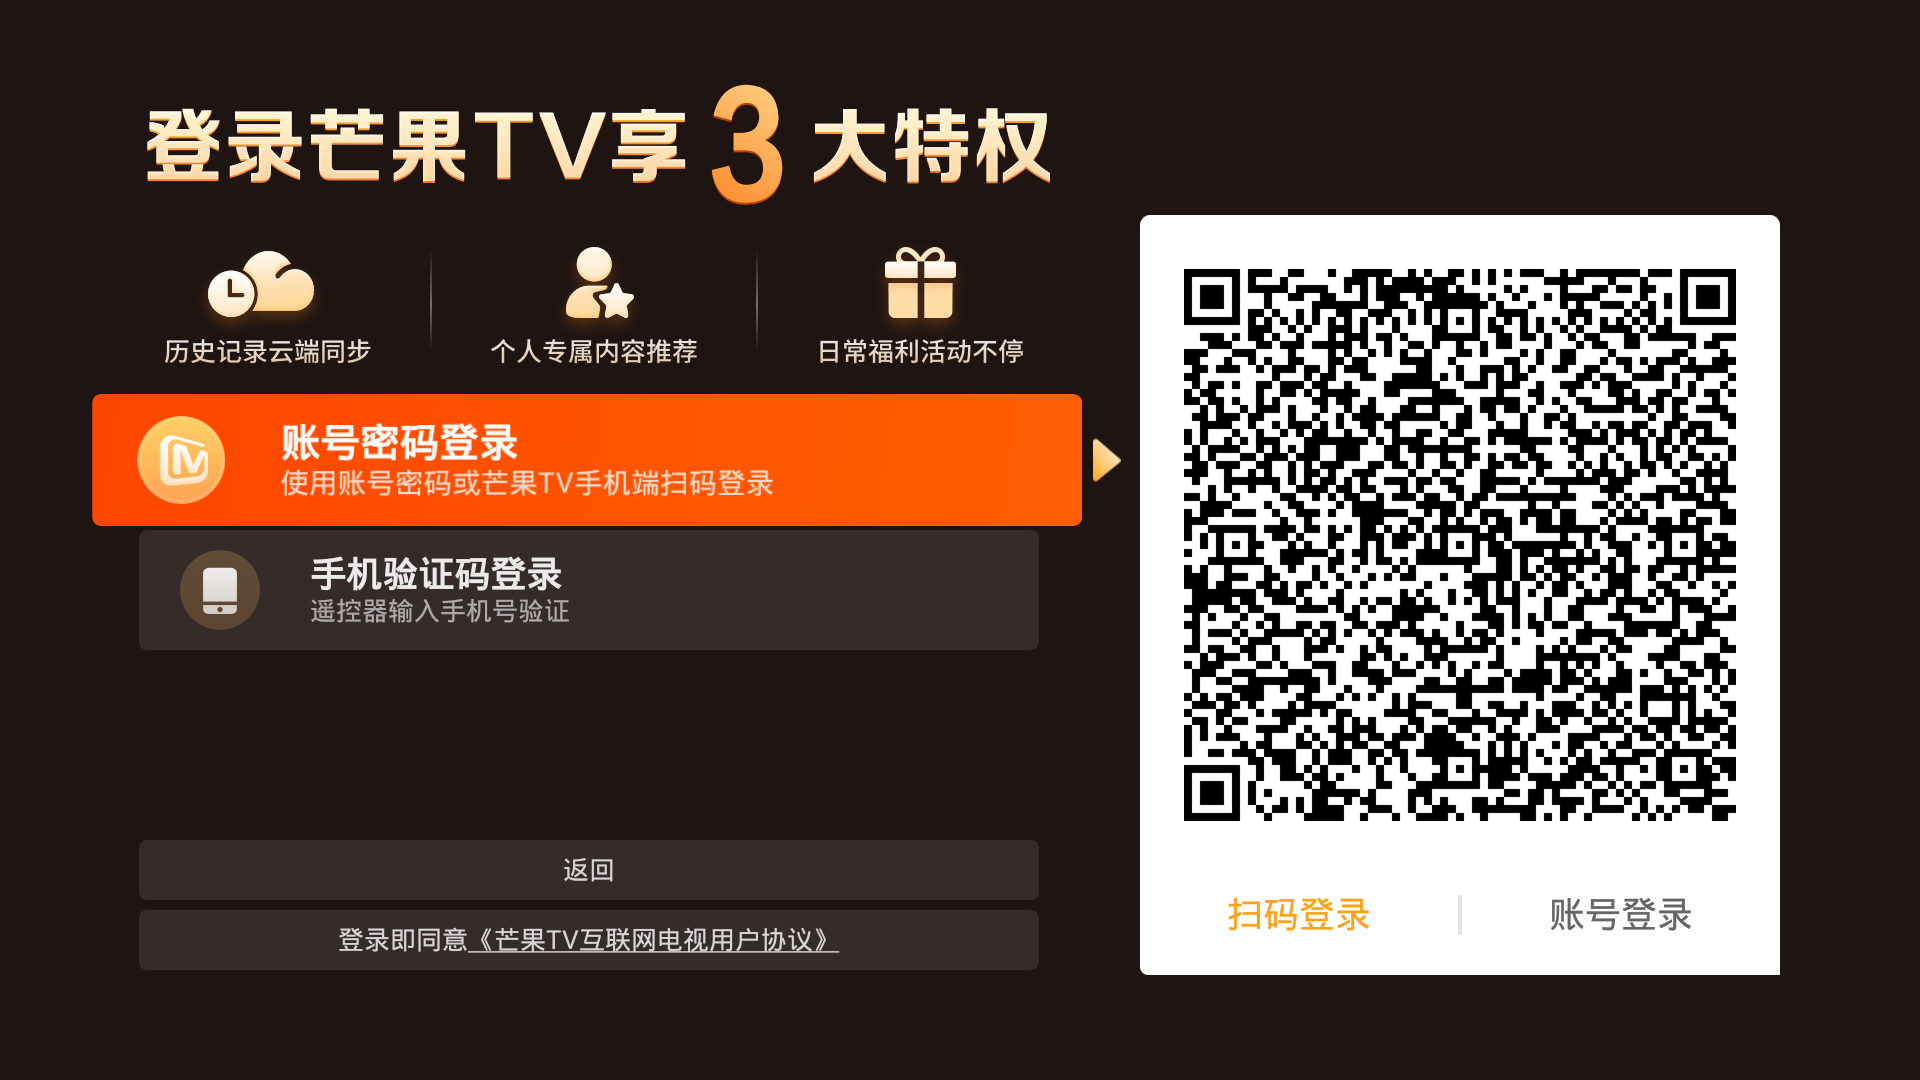 登录芒果TV享3大特权
历史记录云端同步
个人专属内容推荐
日常福利活动不停
账号密码登录
使用账号密码或芒果TV手机端扫码登录
手机验证码登录
遥控器输入手机号验证
返回
登录即同意《芒果TV互联网电视用户协议》
扫码登录
账号登录